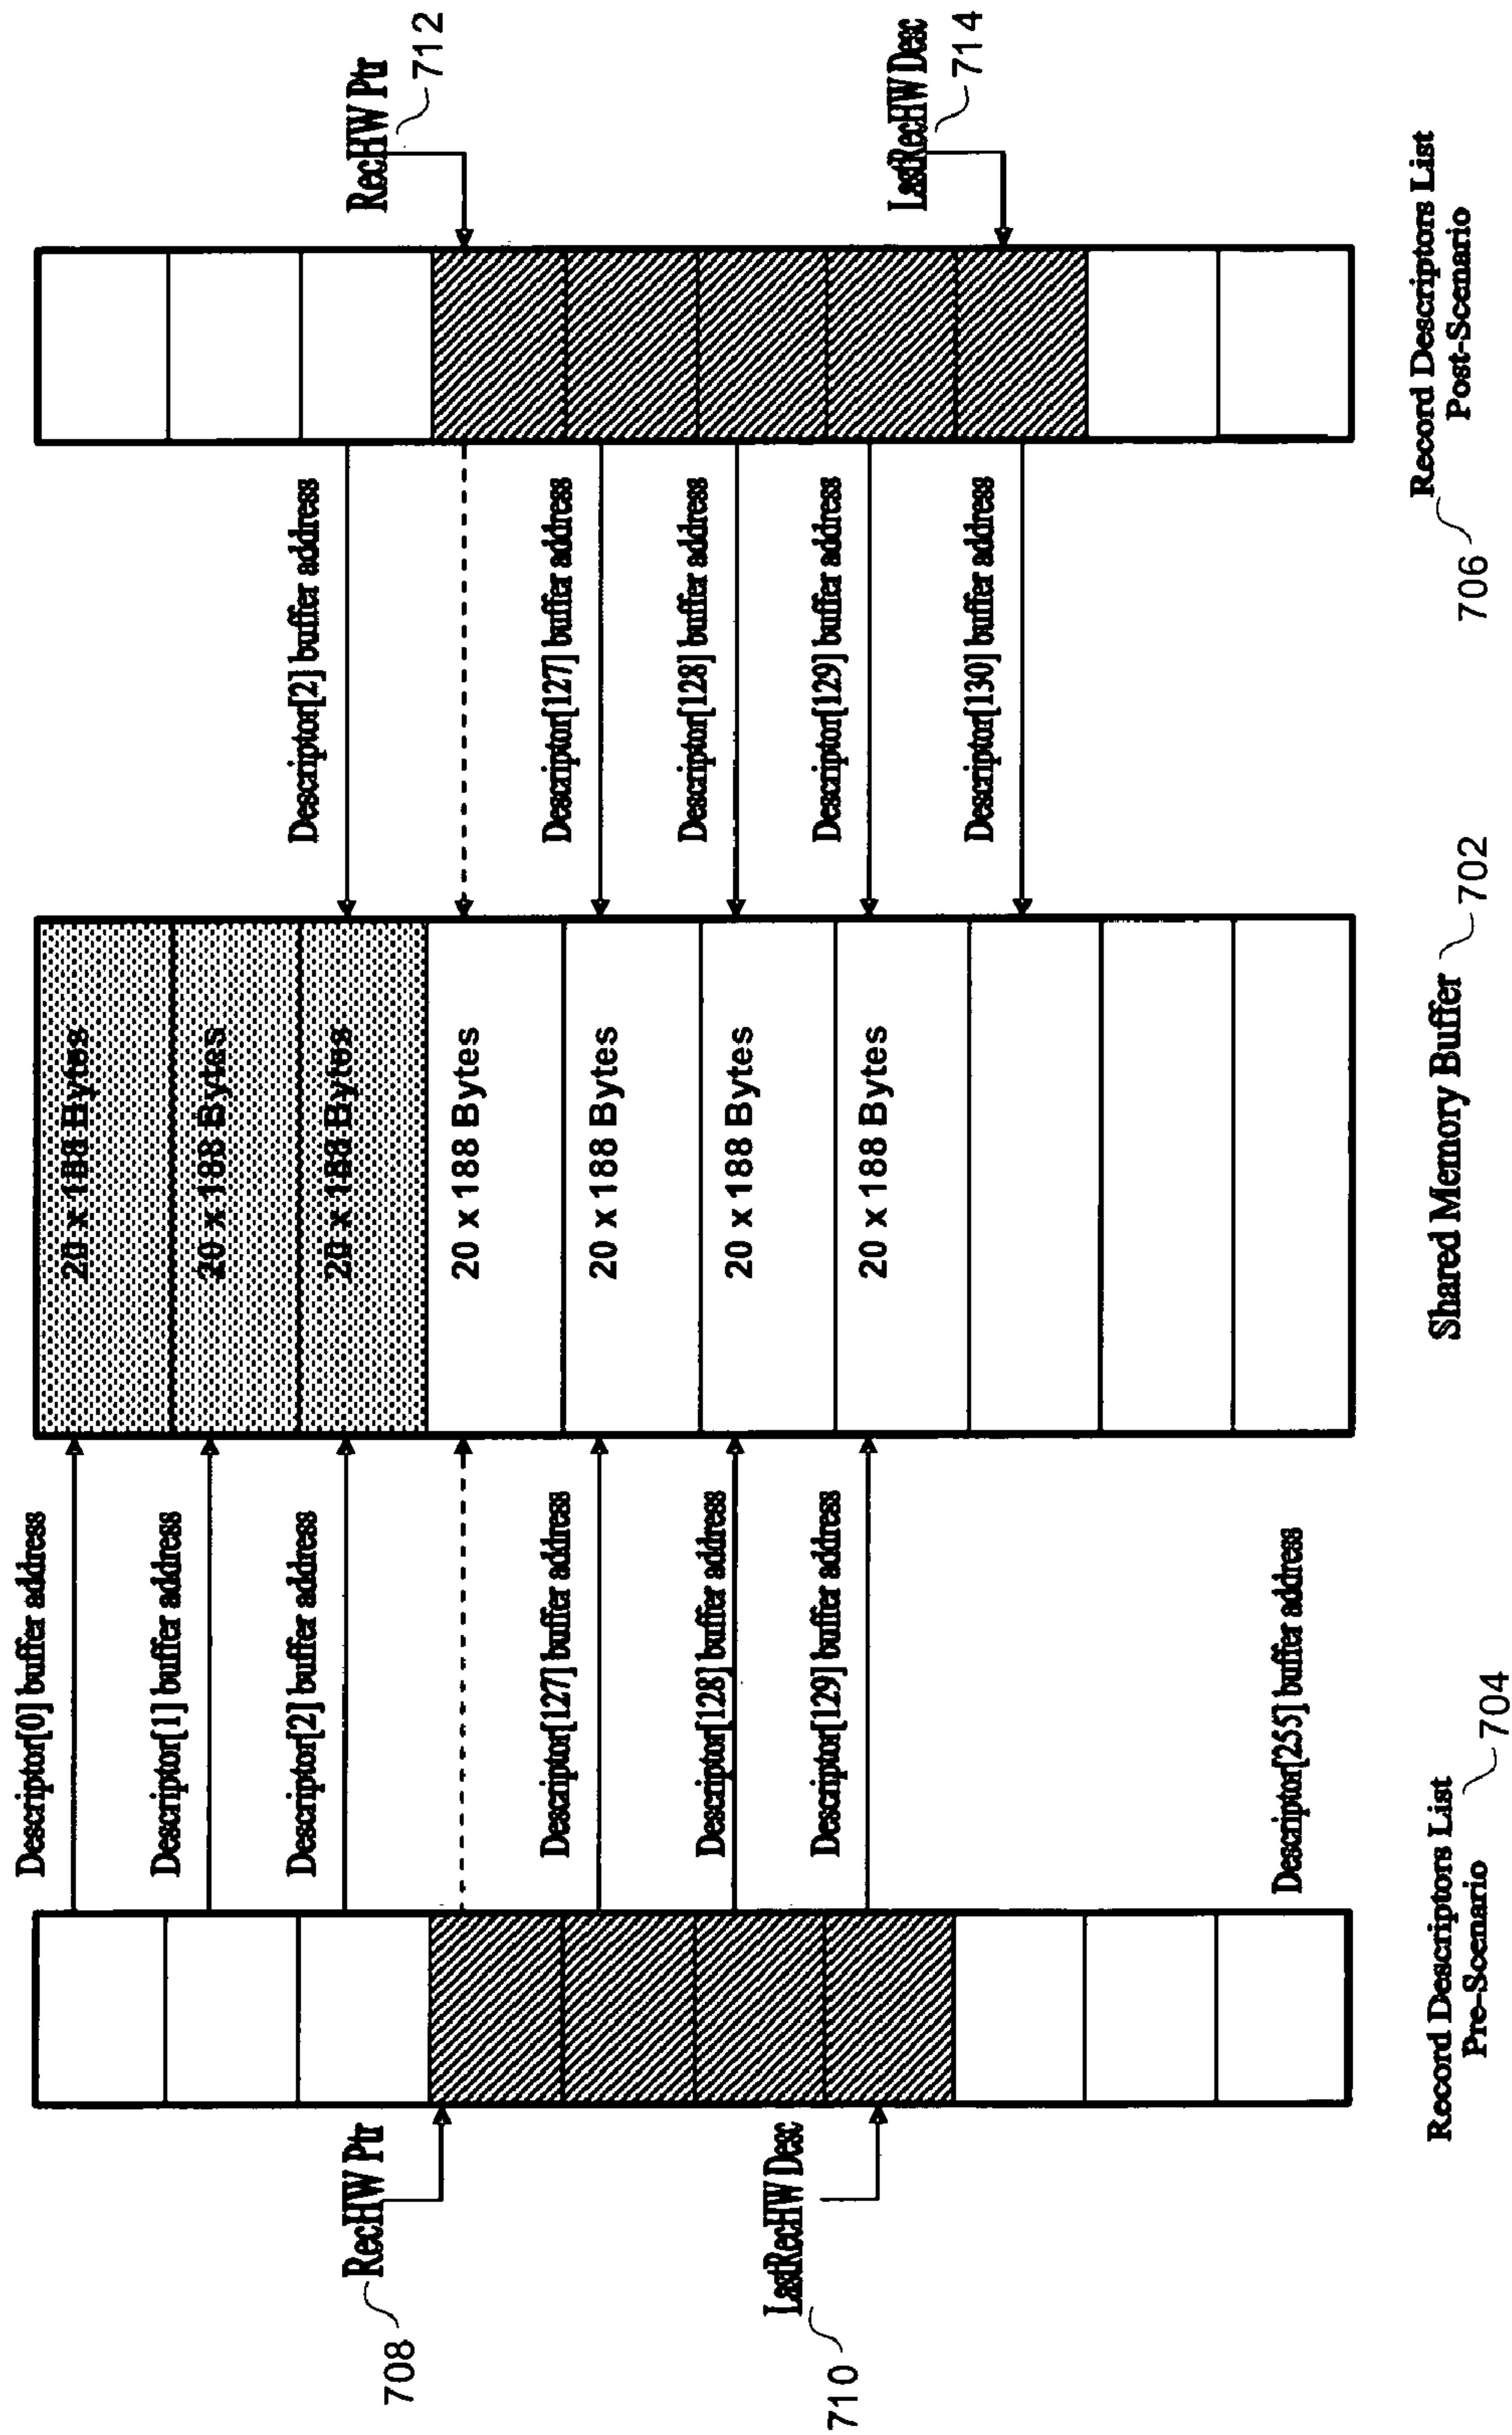 Descriptor[0] buffer address
Descriptor[1] buffer address
Descriptor[2] buffer address
Descriptor[127] buffer address
Descriptor[128] buffer address
Descriptor[129] buffer address
Descriptor[255] buffer address
RecHW Ptr
708
LastRecHW Desc
710
Record Descriptors List
Pre-Scenario
704
20 x 188 Bytes
20 x 188 Bytes
20 x 188 Bytes
20 x 188 Bytes
20 x 188 Bytes
20 x 188 Bytes
20 x 188 Bytes
Shared Memory Buffer
702
Descriptor[2] buffer address
Descriptor[127] buffer address
Descriptor[128] buffer address
Descriptor[129] buffer address
Descriptor[130] buffer address
RecHW Ptr
712
LastRecHW Desc
714
Record Descriptors List
Post-Scenario
706